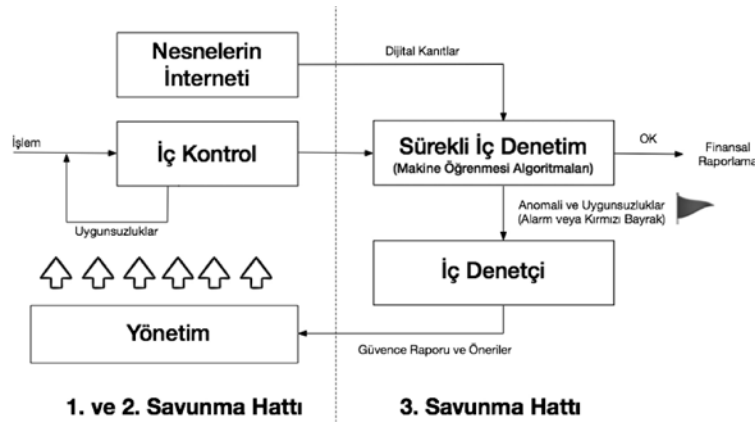 Nesnelerin
İnterneti
Dijital Kanıtlar
İşlem
İç Kontrol
Sürekli İç Denetim
(Makine Öğrenmesi Algoritmaları)
OK
Finansal
Raporlama
Uygunsuzluklar
Anomali ve Uygunsuzluklar
(Alarm veya Kırmızı Bayrak)
İç Denetçi
Yönetim
Güvence Raporu ve Öneriler
1. ve 2. Savunma Hattı
3. Savunma Hattı